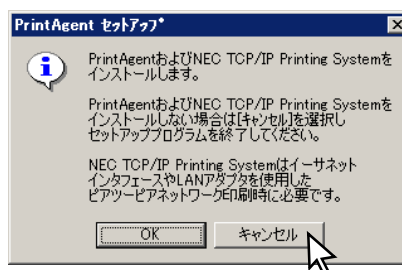 PrintAgent ｾｯﾄｱｯﾌﾟ
PrintAgentおよびNEC TCP/IP Printing Systemを
インストールします。
PrintAgentおよびNEC TCP/IP Printing Systemを
インストールしない場合は[ｷｬﾝｾﾙ]を選択し
セットアッププログラムを終了してください。
NEC TCP/IP Printing Systemはイーサネット
インタフェースやLANアダプタを使用した
ピアツーピアネットワーク印刷時に必要です。
OK
キャンセル